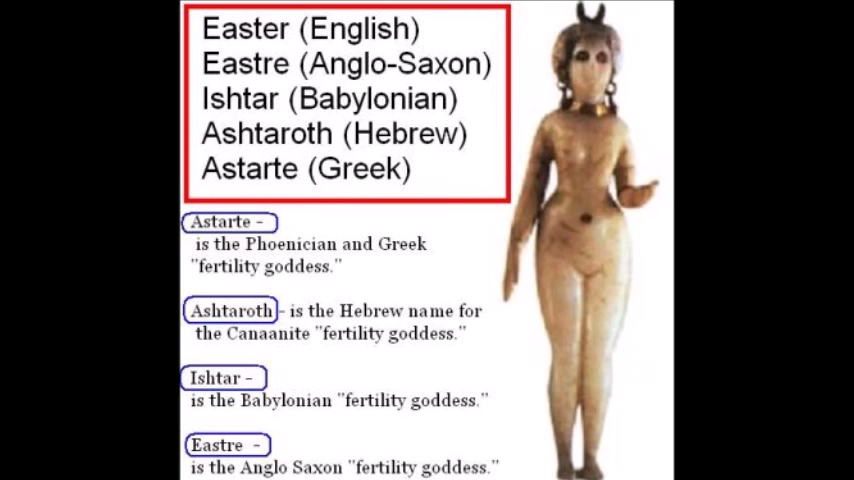 Easter (English)
Eastre (Anglo-Saxon)
Ishtar (Babylonian)
Ashtaroth (Hebrew)
Astarte (Greek)
Astarte -
is the Phoenician and Greek
"fertility goddess."
Ashtaroth - is the Hebrew name for
the Canaanite "fertility goddess."
Ishtar -
is the Babylonian "fertility goddess."
Eastre -
is the Anglo Saxon "fertility goddess."